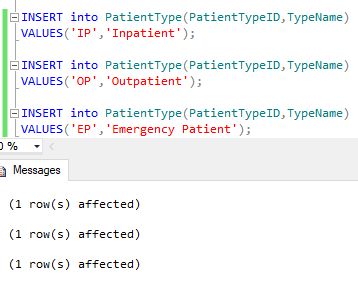 INSERT into PatientType(PatientTypeID,TypeName)
VALUES('IP','Inpatient');
INSERT into PatientType(PatientTypeID,TypeName)
VALUES('OP','Outpatient');
INSERT into PatientType(PatientTypeID,TypeName)
VALUES('EP','Emergency Patient');
0 %
Messages
(1 row(s) affected)
(1 row(s) affected)
(1 row(s) affected)